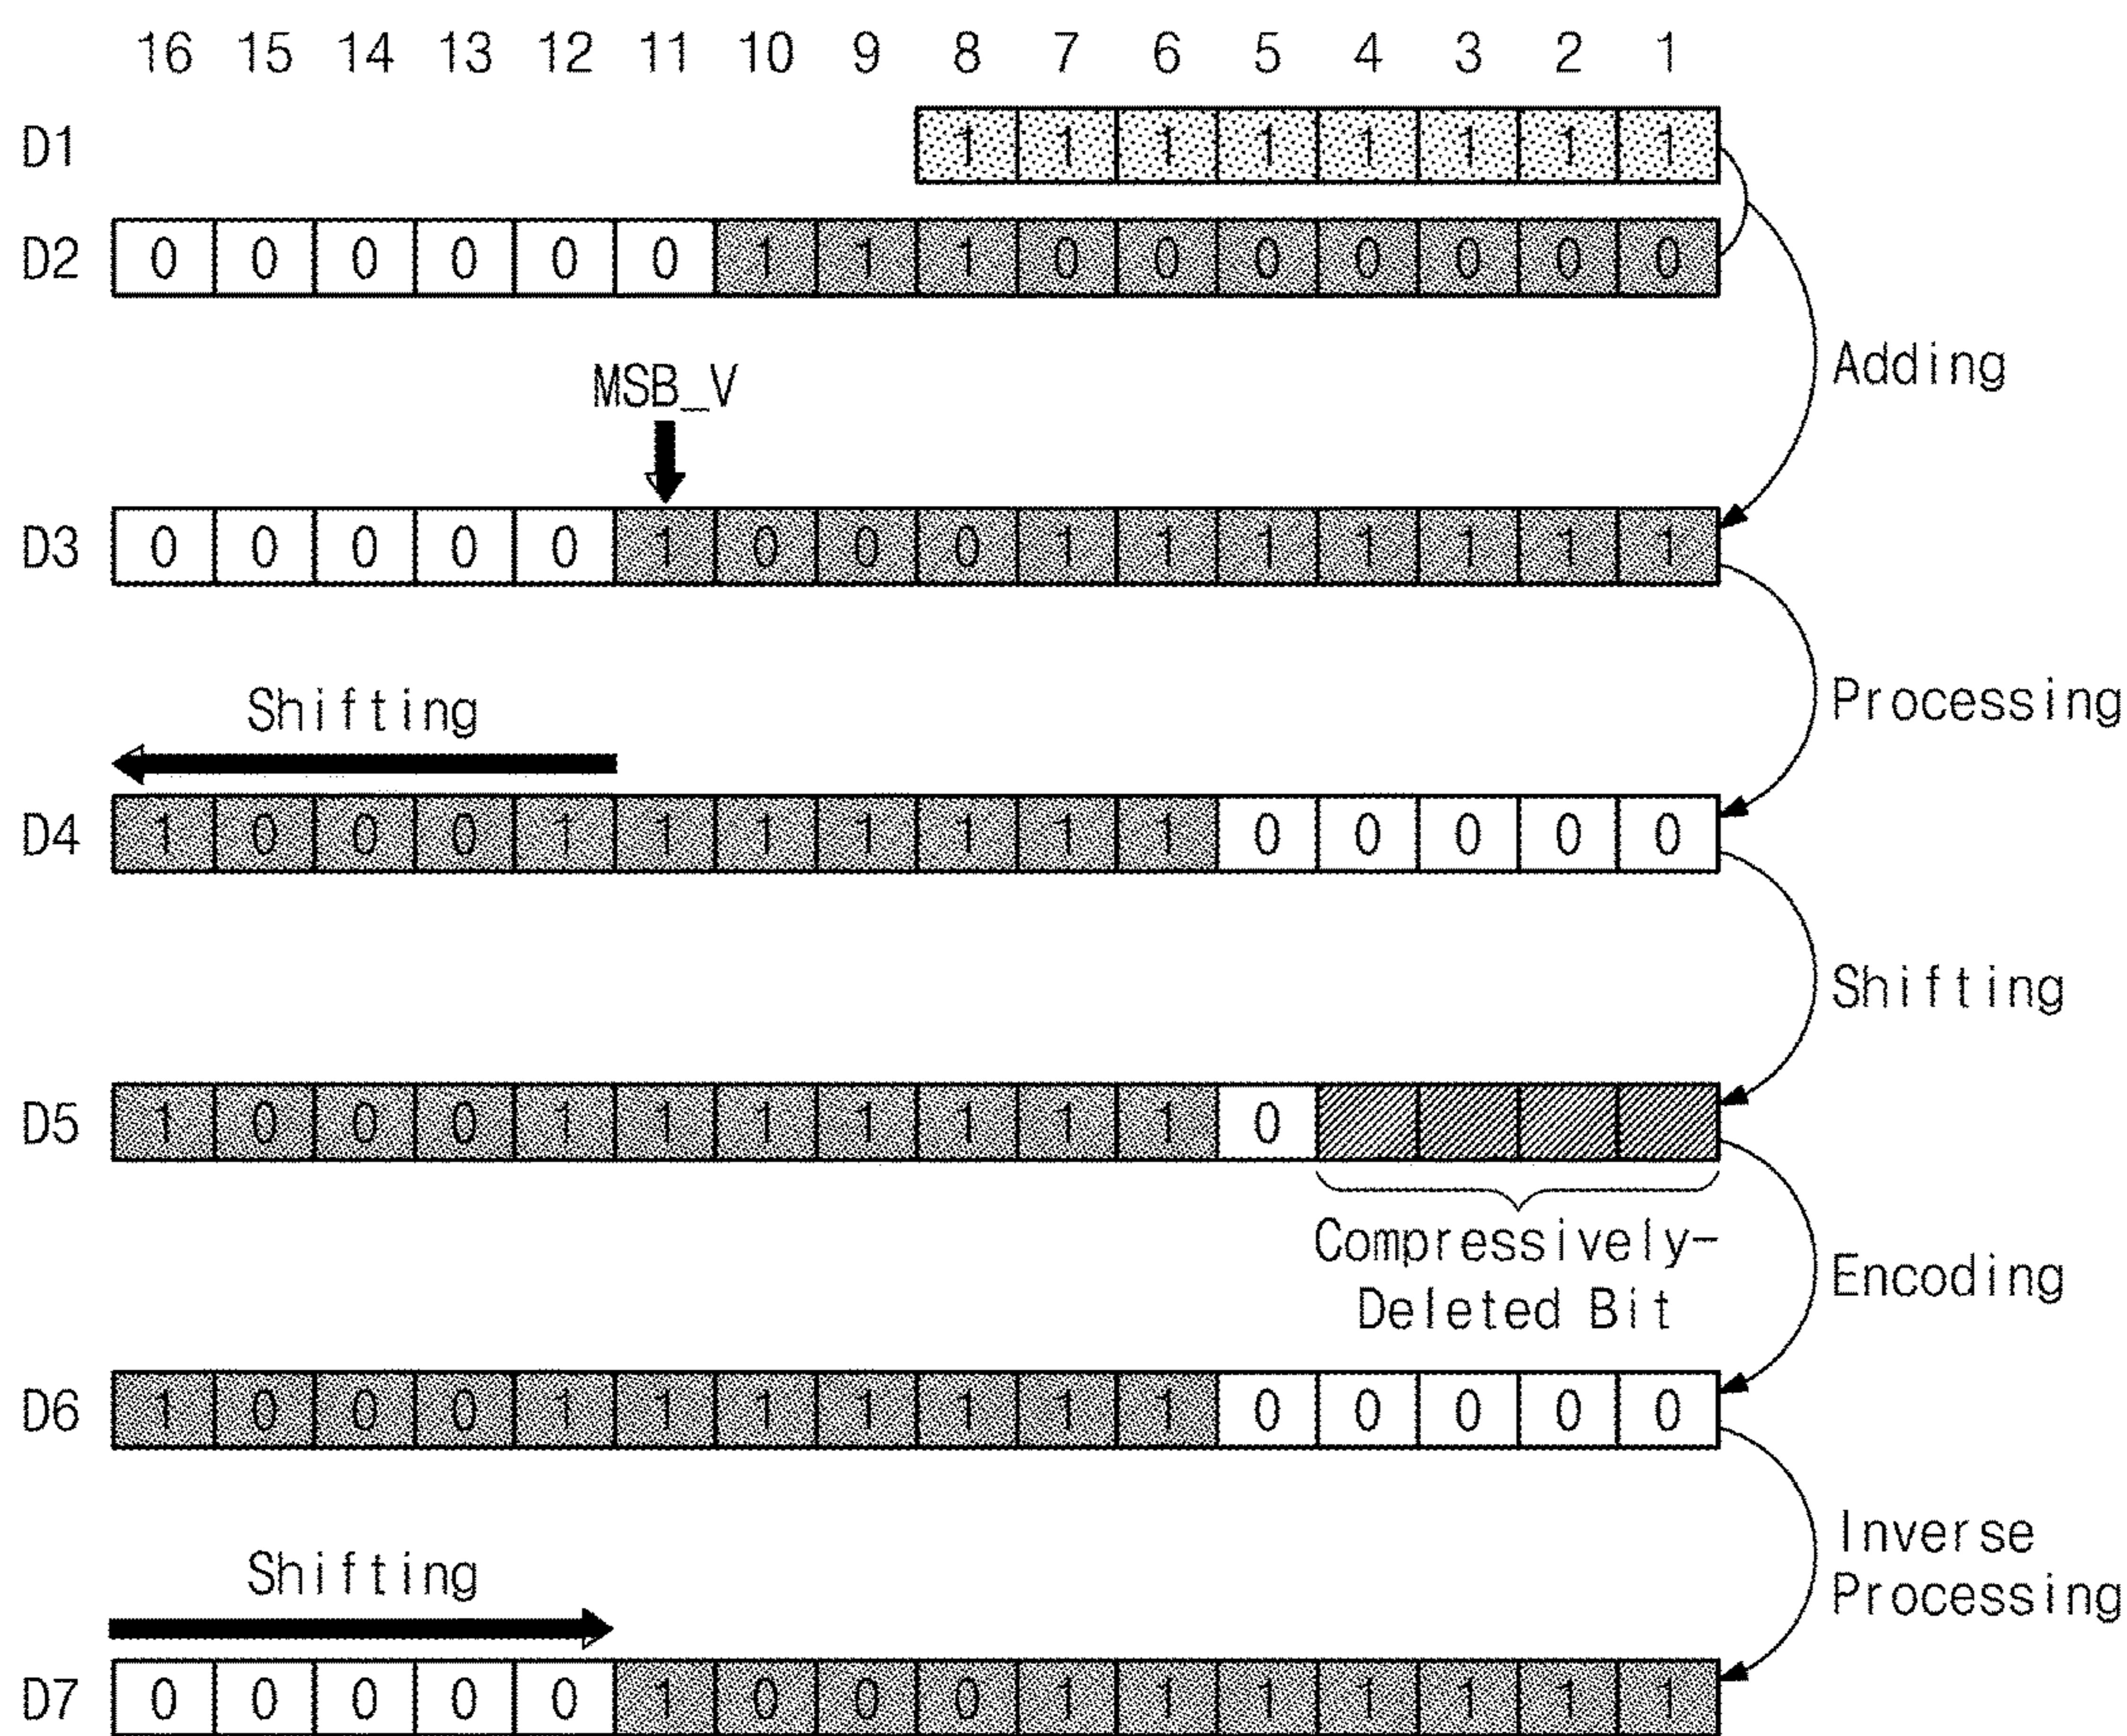 16 15 14 13 12 11 10 9 8 7 6 5 4 3 2 1
D1 1 1 1 1 1 1 1 1
D2 0 0 0 0 0 0 1 1 1 0 0 0 0 0 0 0
Adding
MSB_V
D3 0 0 0 0 0 1 0 0 0 1 1 1 1 1 1 1
Processing
Shifting
D4 1 0 0 0 1 1 1 1 1 1 1 0 0 0 0 0
Shifting
D5 1 0 0 0 1 1 1 1 1 1 1 0
Compressively-
Deleted Bit
Encoding
D6 1 0 0 0 1 1 1 1 1 1 1 0 0 0 0 0
Inverse
Processing
Shifting
D7 0 0 0 0 0 1 0 0 0 1 1 1 1 1 1 1